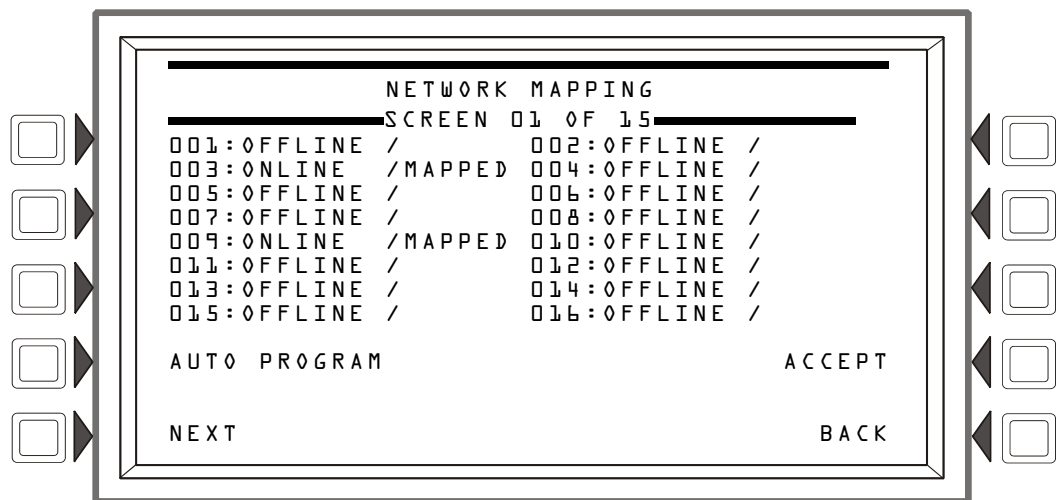 NETWORK MAPPING
SCREEN 01 OF 15
001:OFFLINE / 002:OFFLINE /
003:ONLINE /MAPPED 004:OFFLINE /
005:OFFLINE / 006:OFFLINE /
007:OFFLINE / 008:OFFLINE /
009:ONLINE /MAPPED 010:OFFLINE /
011:OFFLINE / 012:OFFLINE /
013:OFFLINE / 014:OFFLINE /
015:OFFLINE / 016:OFFLINE /
AUTO PROGRAM ACCEPT
NEXT BACK